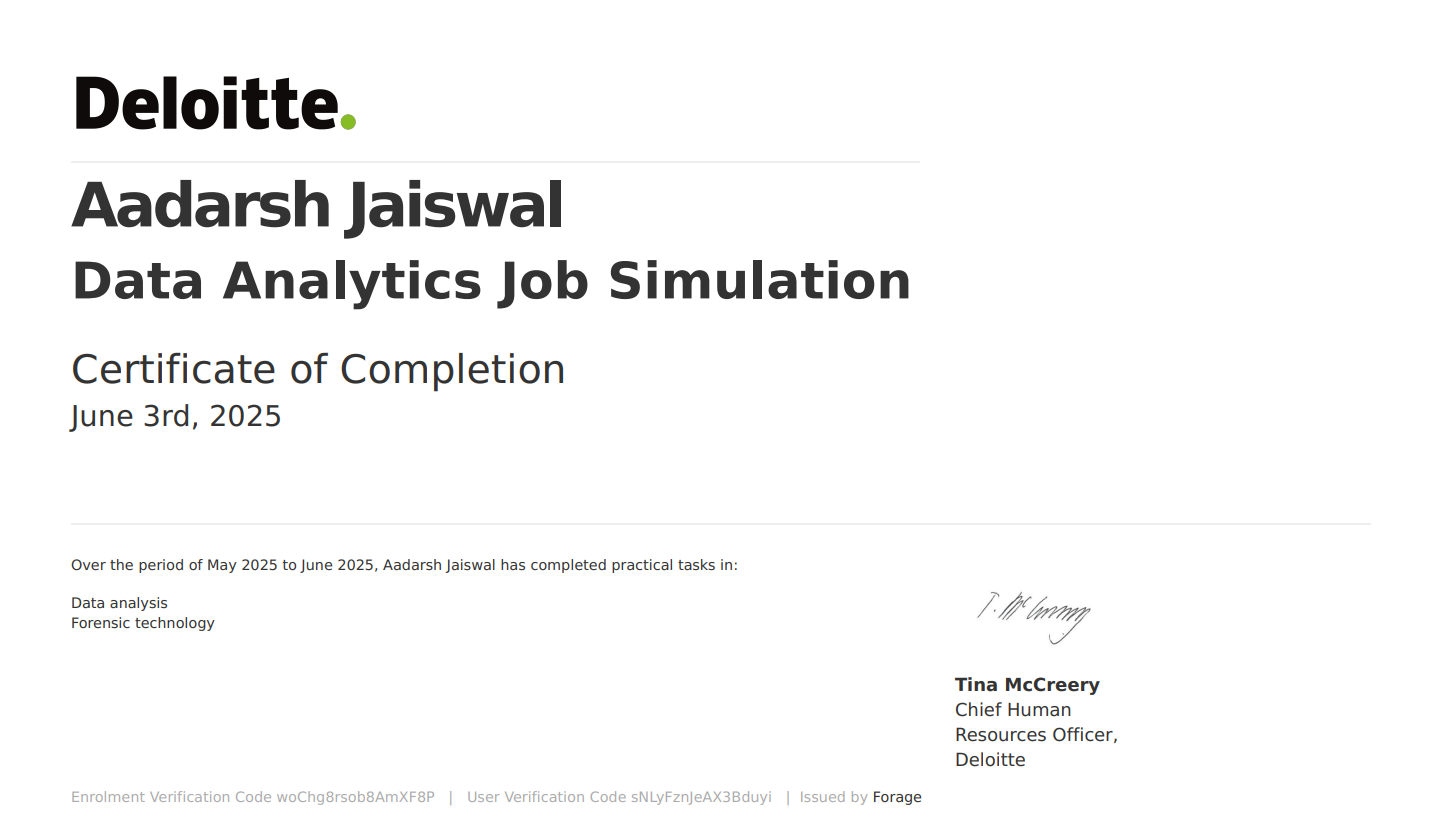 Deloitte.
Aadarsh Jaiswal
Data Analytics Job Simulation
Certificate of Completion
June 3rd, 2025
Over the period of May 2025 to June 2025, Aadarsh Jaiswal has completed practical tasks in:
Data analysis
Forensic technology
T. McCreery
Tina McCreery
Chief Human
Resources Officer,
Deloitte
Enrolment Verification Code woChg8rsob8AmXF8P | User Verification Code sNLyFznJeAX3Bduyi | Issued by Forage